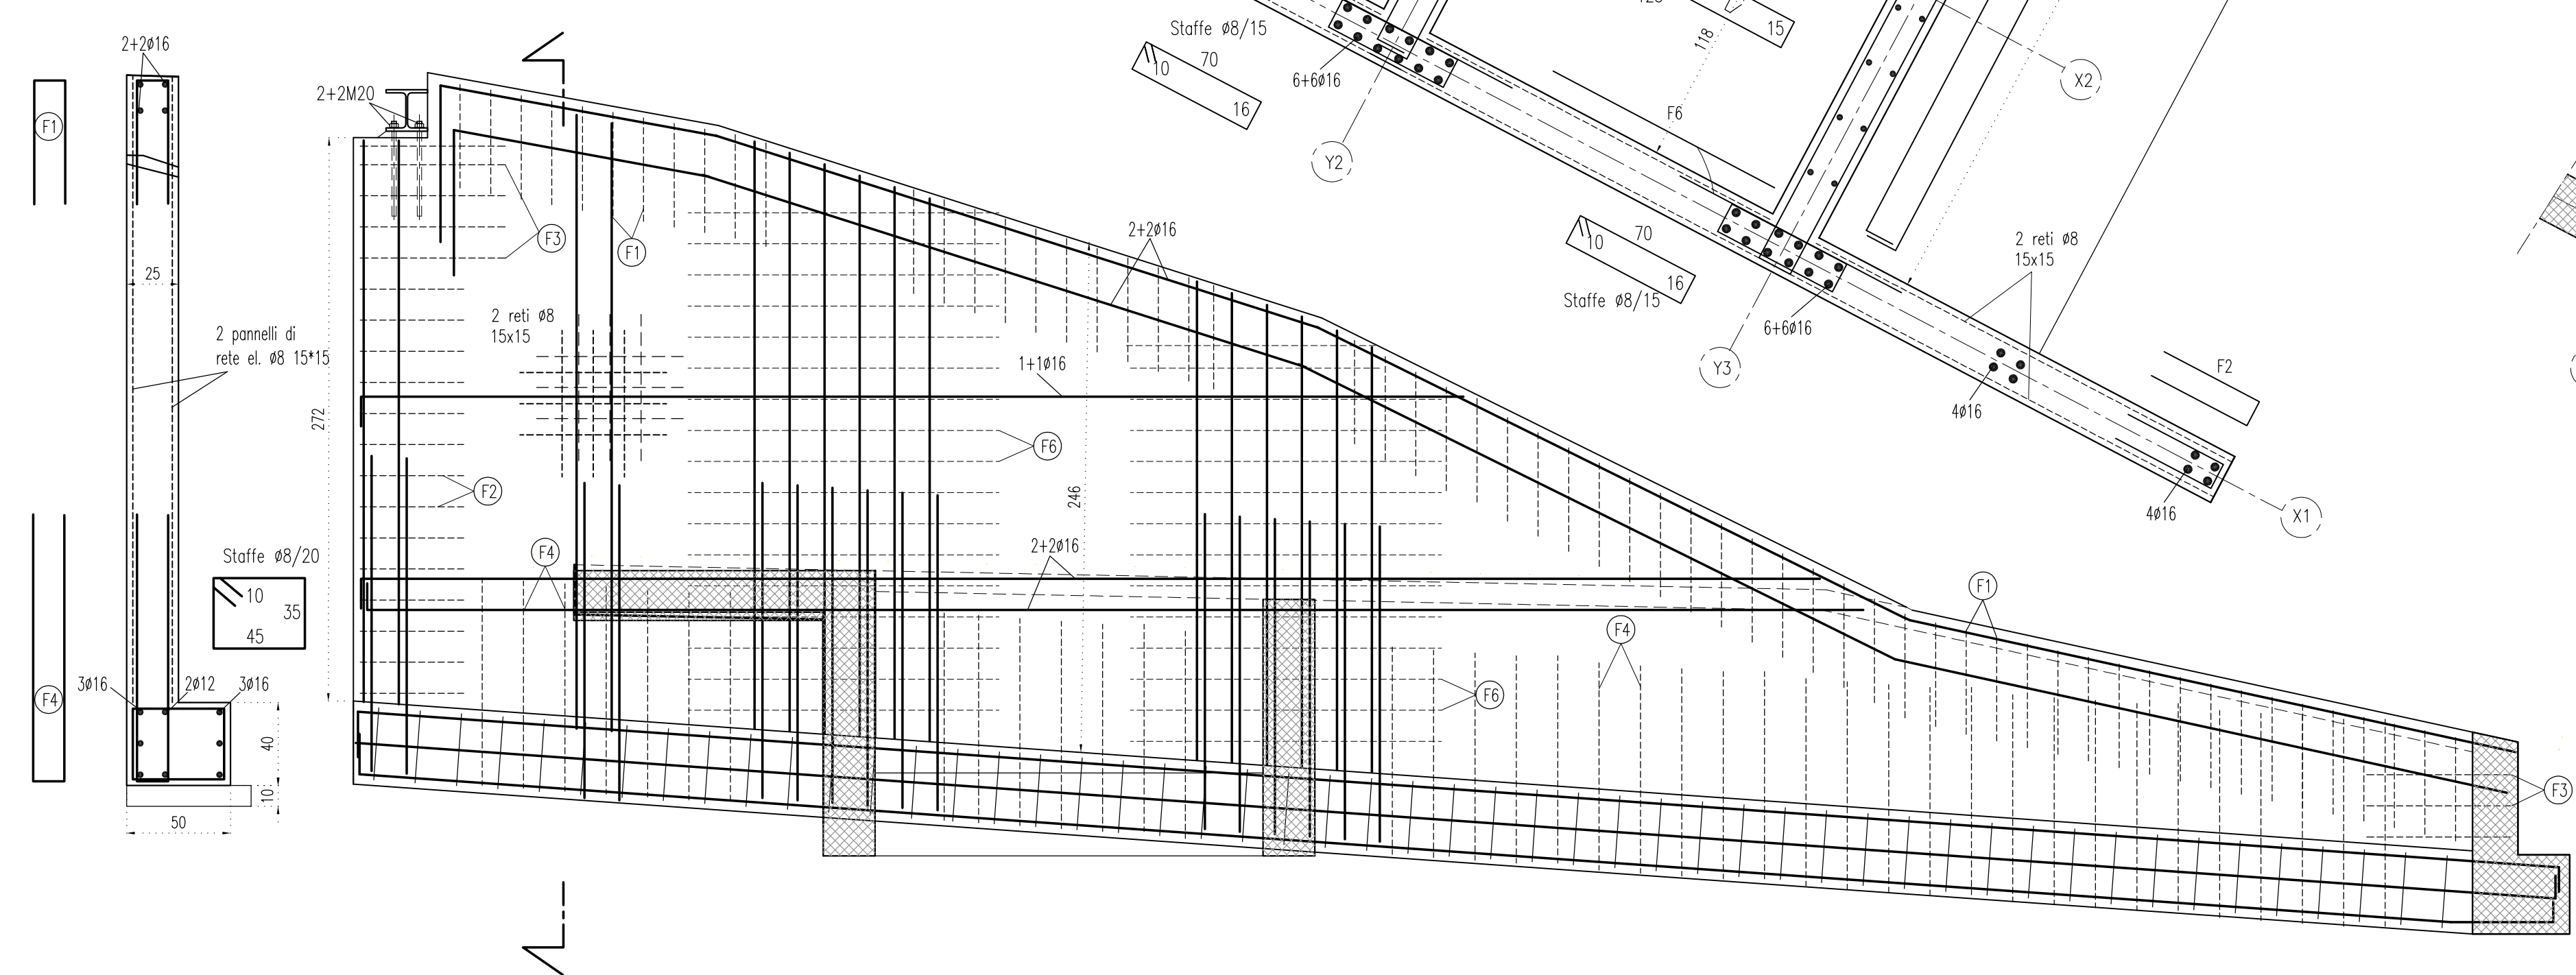 2+2ø16
F1
25
2 pannelli di
rete el. ø8 15*15
Staffe ø8/20
10
35
45
F4
3ø16
2ø12
3ø16
40
10
50
2+2M20
272
F3
F1
2 reti ø8
15x15
F2
F4
1+1ø16
2+2ø16
F6
246
2+2ø16
F6
F4
F1
F3
Staffe ø8/15
10
70
16
6+6ø16
Y2
118
15
F6
X2
10
70
16
Staffe ø8/15
6+6ø16
Y3
2 reti ø8
15x15
4ø16
F2
4ø16
X1